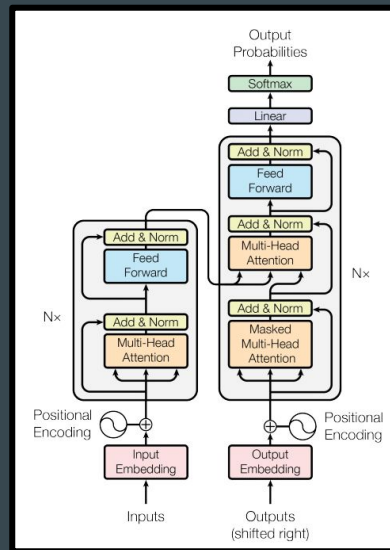 Output
Probabilities
Softmax
Linear
Add & Norm
Feed
Forward
Add & Norm
Multi-Head
Attention
Add & Norm
Masked
Multi-Head
Attention
Nx
Add & Norm
Feed
Forward
Add & Norm
Multi-Head
Attention
Nx
Positional
Encoding
Positional
Encoding
Input
Embedding
Output
Embedding
Inputs
Outputs
(shifted right)